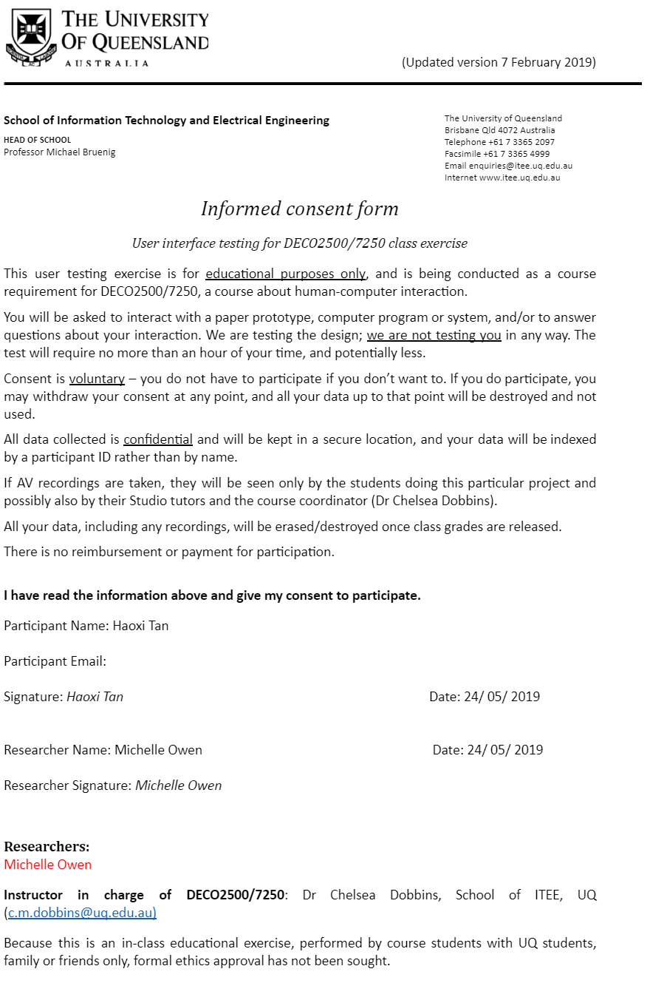 THE UNIVERSITY
OF QUEENSLAND
AUSTRALIA
(Updated version 7 February 2019)
School of Information Technology and Electrical Engineering
HEAD OF SCHOOL
Professor Michael Bruenig
The University of Queensland
Brisbane Qld 4072 Australia
Telephone +61 7 3365 2097
Facsimile +61 7 3365 4999
Email enquiries@itee.uq.edu.au
Internet www.itee.uq.edu.au
Informed consent form
User interface testing for DECO2500/7250 class exercise
This user testing exercise is for educational purposes only, and is being conducted as a course
requirement for DECO2500/7250, a course about human-computer interaction.
You will be asked to interact with a paper prototype, computer program or system, and/or to answer
questions about your interaction. We are testing the design; we are not testing you in any way. The
test will require no more than an hour of your time, and potentially less.
Consent is voluntary – you do not have to participate if you don’t want to. If you do participate, you
may withdraw your consent at any point, and all your data up to that point will be destroyed and not
used.
All data collected is confidential and will be kept in a secure location, and your data will be indexed
by a participant ID rather than by name.
If AV recordings are taken, they will be seen only by the students doing this particular project and
possibly also by their Studio tutors and the course coordinator (Dr Chelsea Dobbins).
All your data, including any recordings, will be erased/destroyed once class grades are released.
There is no reimbursement or payment for participation.
I have read the information above and give my consent to participate.
Participant Name: Haoxi Tan
Participant Email:
Signature: Haoxi Tan Date: 24/ 05/ 2019
Researcher Name: Michelle Owen Date: 24/ 05/ 2019
Researcher Signature: Michelle Owen
Researchers:
Michelle Owen
Instructor in charge of DECO2500/7250: Dr Chelsea Dobbins, School of ITEE, UQ
(c.m.dobbins@uq.edu.au)
Because this is an in-class educational exercise, performed by course students with UQ students,
family or friends only, formal ethics approval has not been sought.